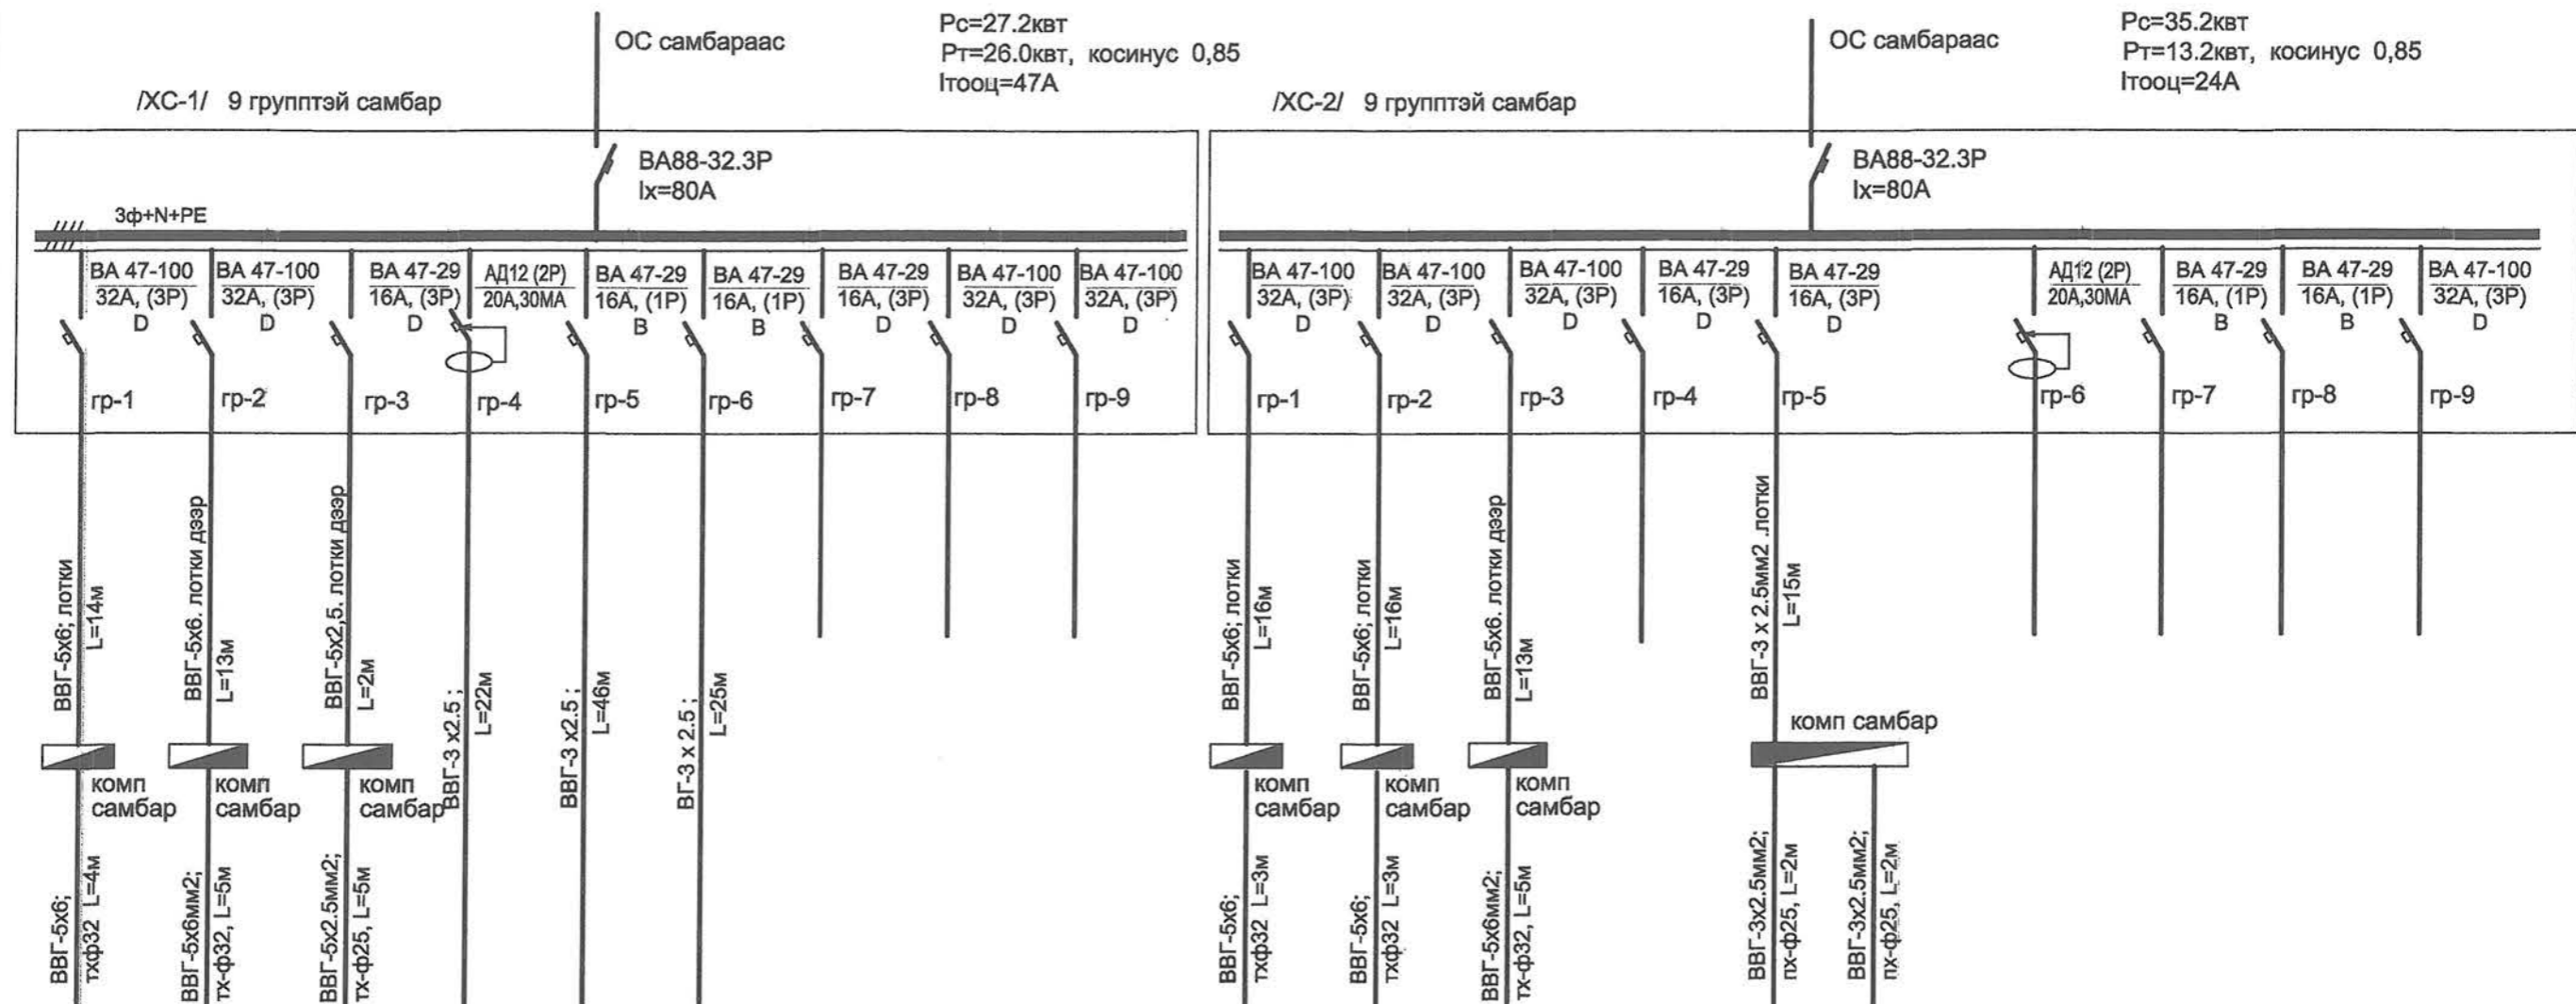 ОС самбараас
Рс=27.2квт
Рт=26.0квт, косинус 0,85
Iтооц=47А
/ХС-1/ 9 групптэй самбар
ВА88-32.3Р
Iх=80А
3ф+N+РЕ
ВА 47-100
32А, (3Р)
D
гр-1
ВА 47-100
32А, (3Р)
D
гр-2
ВА 47-29
16А, (3Р)
D
гр-3
АД12 (2Р)
20А,30МА
гр-4
ВА 47-29
16А, (1Р)
В
гр-5
ВА 47-29
16А, (1Р)
В
гр-6
ВА 47-29
16А, (3Р)
D
гр-7
ВА 47-100
32А, (3Р)
D
гр-8
ВА 47-100
32А, (3Р)
D
гр-9
ВВГ-5х6; лотки
L=14м
ВВГ-5х6. лотки дээр
L=13м
ВВГ-5х2,5. лотки дээр
L=2м
ВВГ-3 х2.5 ;
L=22м
ВВГ-3 х2.5 ;
L=46м
ВГ-3 х 2.5 ;
L=25м
комп
самбар
комп
самбар
комп
самбар
ВВГ-5х6;
тхф32 L=4м
ВВГ-5х6мм2;
тх-ф32, L=5м
ВВГ-5х2.5мм2;
тх-ф25, L=5м
ОС самбараас
Рс=35.2квт
Рт=13.2квт, косинус 0,85
Iтооц=24А
/ХС-2/ 9 групптэй самбар
ВА88-32.3Р
Iх=80А
ВА 47-100
32А, (3Р)
D
гр-1
ВА 47-100
32А, (3Р)
D
гр-2
ВА 47-100
32А, (3Р)
D
гр-3
ВА 47-29
16А, (3Р)
D
гр-4
ВА 47-29
16А, (3Р)
D
гр-5
АД12 (2Р)
20А,30МА
гр-6
ВА 47-29
16А, (1Р)
В
гр-7
ВА 47-29
16А, (1Р)
В
гр-8
ВА 47-100
32А, (3Р)
D
гр-9
ВВГ-5х6; лотки
L=16м
ВВГ-5х6; лотки
L=16м
ВВГ-5х6. лотки дээр
L=13м
ВВГ-3 х 2.5мм2 .лотки
L=15м
комп
самбар
комп
самбар
комп
самбар
комп самбар
ВВГ-5х6;
тхф32 L=3м
ВВГ-5х6;
тхф32 L=3м
ВВГ-5х6мм2;
тх-ф32, L=5м
ВВГ-3х2.5мм2;
пх-ф25, L=2м
ВВГ-3х2.5мм2;
пх-ф25, L=2м